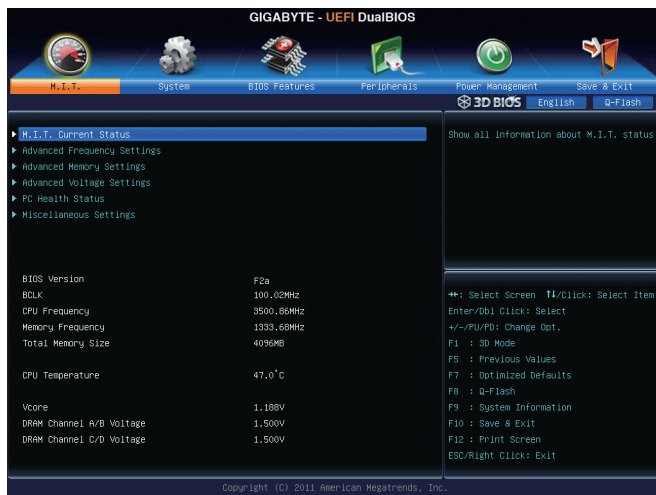 GIGABYTE - UEFI DualBIOS
M.I.T.
System
BIOS Features
Peripherals
Power Management
Save & Exit
3D BIOS
English
Q-Flash
M.I.T. Current Status
Advanced Frequency Settings
Advanced Memory Settings
Advanced Voltage Settings
PC Health Status
Miscellaneous Settings
Show all information about M.I.T. status
BIOS Version F2a
BCLK 100.02MHz
CPU Frequency 3500.86MHz
Memory Frequency 1333.68MHz
Total Memory Size 4096MB
CPU Temperature 47.0°C
Vcore 1.188V
DRAM Channel A/B Voltage 1.500V
DRAM Channel C/D Voltage 1.500V
→←: Select Screen ↑↓/Click: Select Item
Enter/Dbl Click: Select
+/-/PU/PD: Change Opt.
F1 : 3D Mode
F5 : Previous Values
F7 : Optimized Defaults
F8 : Q-Flash
F9 : System Information
F10 : Save & Exit
F12 : Print Screen
ESC/Right Click: Exit
Copyright (C) 2011 American Megatrends, Inc.